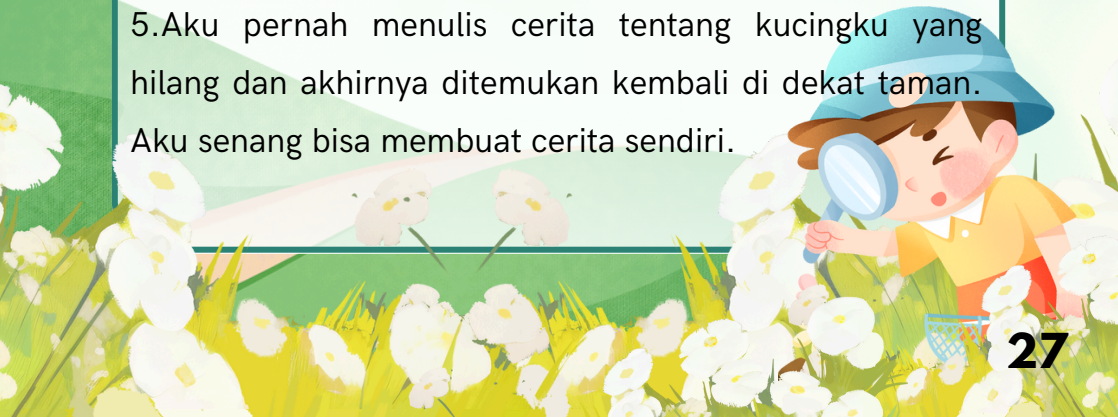 5.Aku pernah menulis cerita tentang kucingku yang
hilang dan akhirnya ditemukan kembali di dekat taman.
Aku senang bisa membuat cerita sendiri.
27